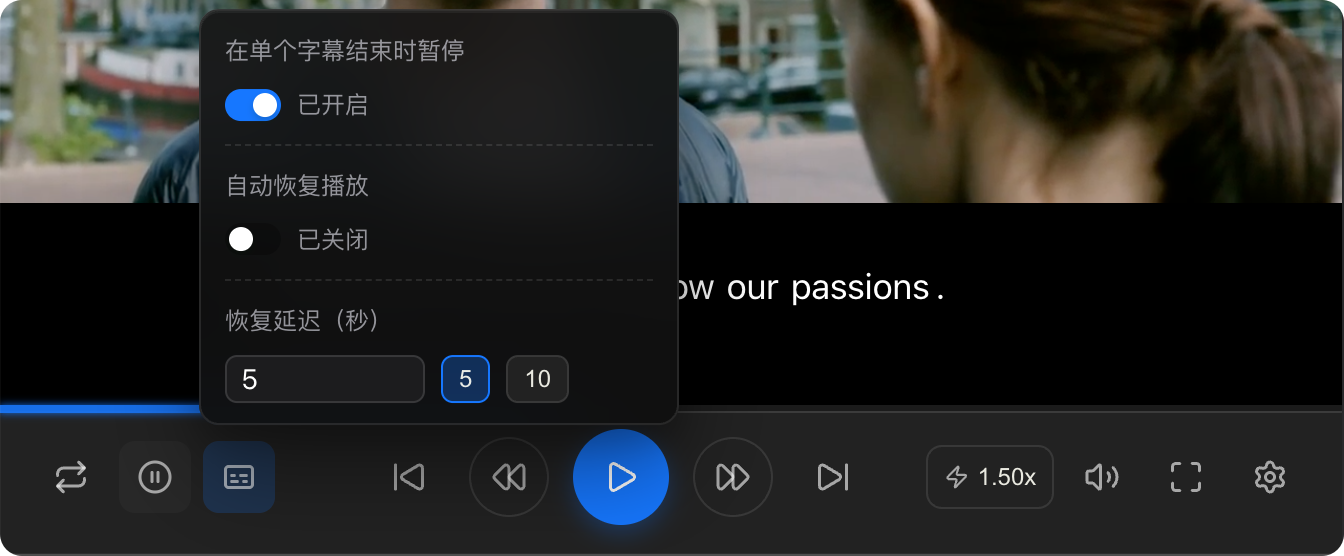 在单个字幕结束时暂停
已开启
自动恢复播放
已关闭
ow our passions.
恢复延迟（秒）
5 5 10
1.50x